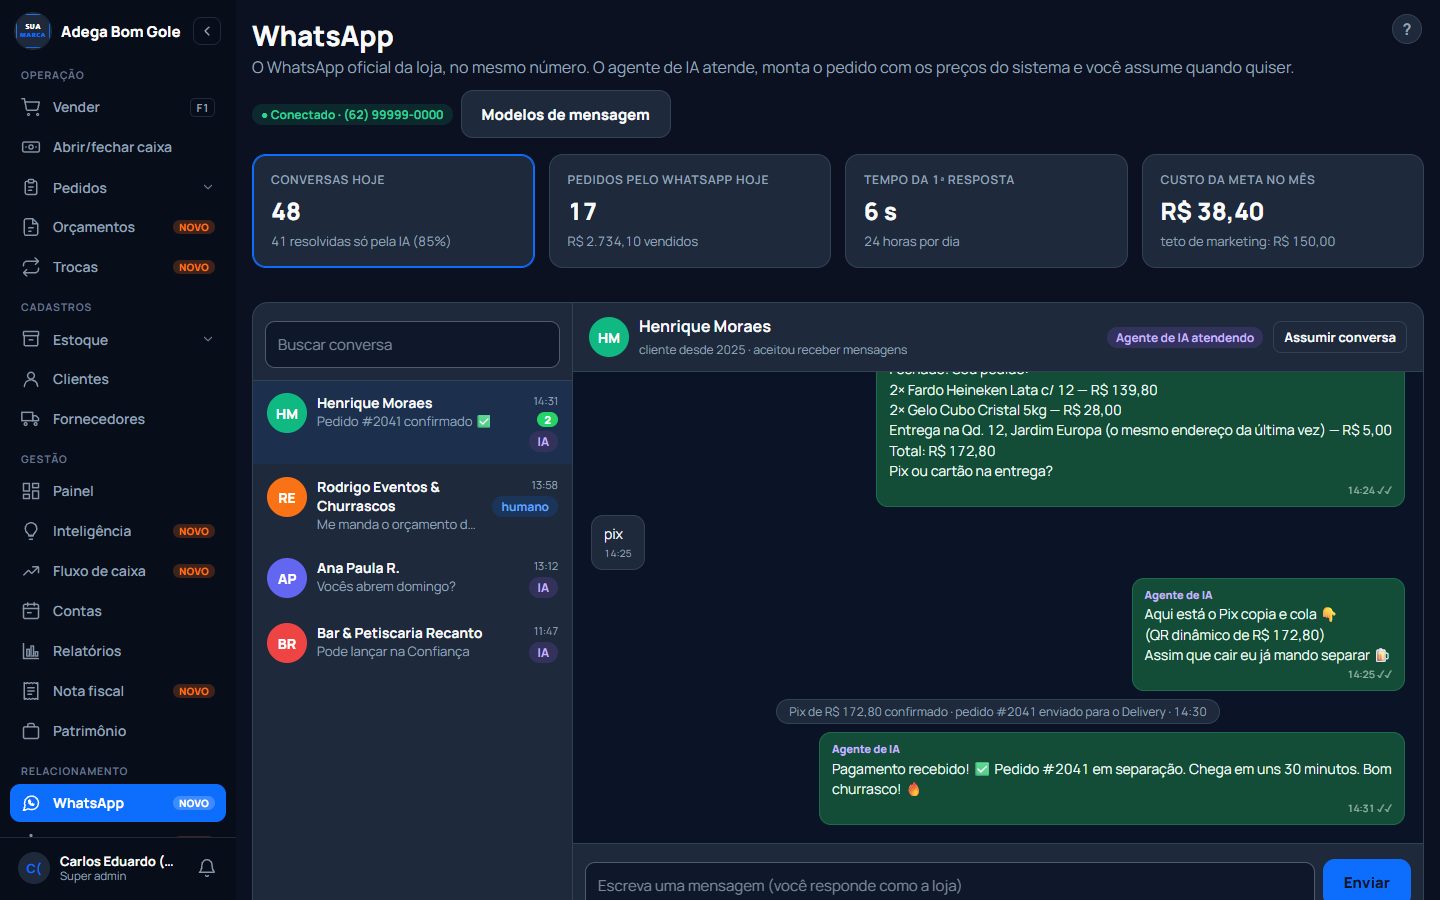 SUA
MARCA
Adega Bom Gole
OPERAÇÃO
Vender F1
Abrir/fechar caixa
Pedidos
Orçamentos NOVO
Trocas NOVO
CADASTROS
Estoque
Clientes
Fornecedores
GESTÃO
Painel
Inteligência NOVO
Fluxo de caixa NOVO
Contas
Relatórios
Nota fiscal NOVO
Patrimônio
RELACIONAMENTO
WhatsApp NOVO
C( Carlos Eduardo (...
Super admin
WhatsApp
?
O WhatsApp oficial da loja, no mesmo número. O agente de IA atende, monta o pedido com os preços do sistema e você assume quando quiser.
● Conectado · (62) 99999-0000
Modelos de mensagem
CONVERSAS HOJE
48
41 resolvidas só pela IA (85%)
PEDIDOS PELO WHATSAPP HOJE
17
R$ 2.734,10 vendidos
TEMPO DA 1ª RESPOSTA
6 s
24 horas por dia
CUSTO DA META NO MÊS
R$ 38,40
teto de marketing: R$ 150,00
Buscar conversa
HM Henrique Moraes 14:31
Pedido #2041 confirmado ✅ 2
IA
RE Rodrigo Eventos & 13:58
Churrascos humano
Me manda o orçamento d...
AP Ana Paula R. 13:12
Vocês abrem domingo? IA
BR Bar & Petiscaria Recanto 11:47
Pode lançar na Confiança IA
HM Henrique Moraes
cliente desde 2025 · aceitou receber mensagens
Agente de IA atendendo
Assumir conversa
2× Fardo Heineken Lata c/ 12 — R$ 139,80
2× Gelo Cubo Cristal 5kg — R$ 28,00
Entrega na Qd. 12, Jardim Europa (o mesmo endereço da última vez) — R$ 5,00
Total: R$ 172,80
Pix ou cartão na entrega?
14:24 ✓✓
pix
14:25
Agente de IA
Aqui está o Pix copia e cola 👇
(QR dinâmico de R$ 172,80)
Assim que cair eu já mando separar 🍺
14:25 ✓✓
Pix de R$ 172,80 confirmado · pedido #2041 enviado para o Delivery · 14:30
Agente de IA
Pagamento recebido! ✅ Pedido #2041 em separação. Chega em uns 30 minutos. Bom
churrasco! 🔥
14:31 ✓✓
Escreva uma mensagem (você responde como a loja)
Enviar